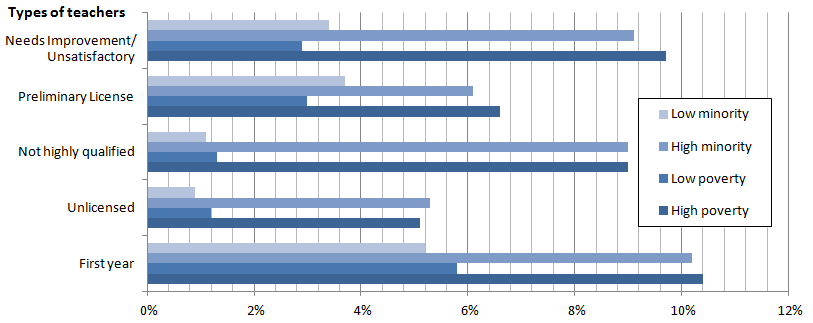 Types of teachers
Needs Improvement/
Unsatisfactory
Preliminary License
Not highly qualified
Unlicensed
First year
Low minority
High minority
Low poverty
High poverty
0% 2% 4% 6% 8% 10% 12%